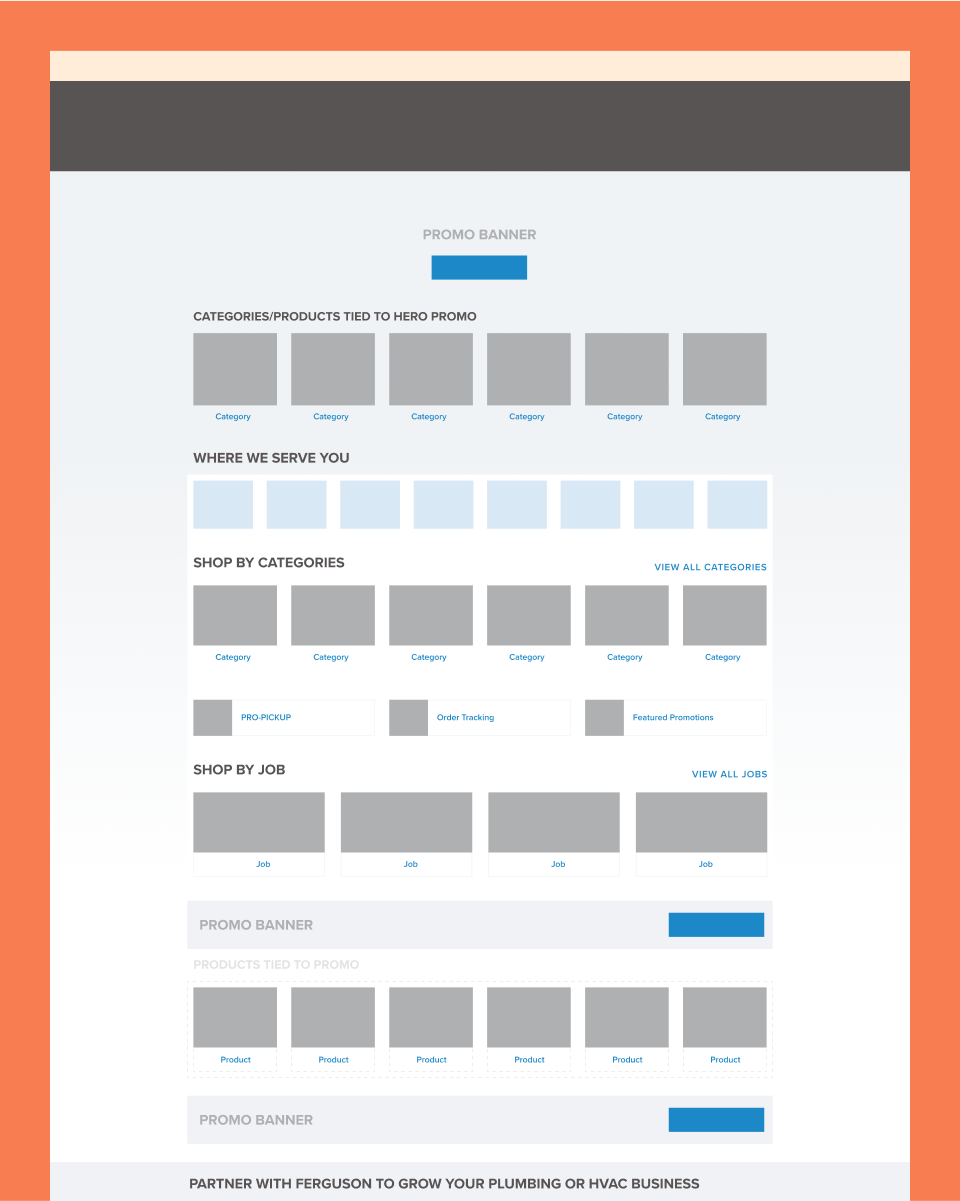 PROMO BANNER
CATEGORIES/PRODUCTS TIED TO HERO PROMO
Category Category Category Category Category Category
WHERE WE SERVE YOU
SHOP BY CATEGORIES VIEW ALL CATEGORIES
Category Category Category Category Category Category
PRO-PICKUP Order Tracking Featured Promotions
SHOP BY JOB VIEW ALL JOBS
Job Job Job Job
PROMO BANNER
PRODUCTS TIED TO PROMO
Product Product Product Product Product Product
PROMO BANNER
PARTNER WITH FERGUSON TO GROW YOUR PLUMBING OR HVAC BUSINESS